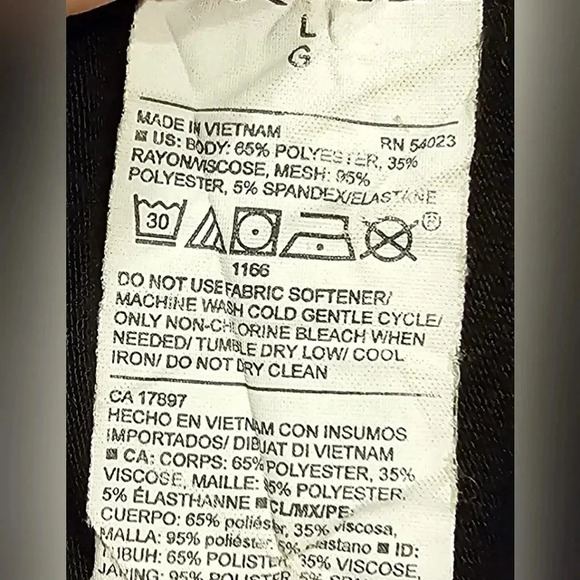 L
G
MADE IN VIETNAM RN 54023
US: BODY: 65% POLYESTER, 35%
RAYON/VISCOSE, MESH: 95%
POLYESTER, 5% SPANDEX/ELASTANE
30 ®
1166
DO NOT USE FABRIC SOFTENER/
MACHINE WASH COLD GENTLE CYCLE/
ONLY NON-CHLORINE BLEACH WHEN
NEEDED/ TUMBLE DRY LOW/ COOL
IRON/ DO NOT DRY CLEAN
CA 17897
HECHO EN VIETNAM CON INSUMOS
IMPORTADOS/ DIBUAT DI VIETNAM
CA: CORPS: 65% POLYESTER, 35%
VISCOSE, MAILLE: 95% POLYESTER,
5% ÉLASTHANNE CL/MX/PE:
CUERPO: 65% poliéster, 35% viscosa,
MALLA: 95% poliéster, 5% elastano ID:
TUBUH: 65% POLISTER, 35% VISCOSE,
JARING: 95% POLISTER, 5%